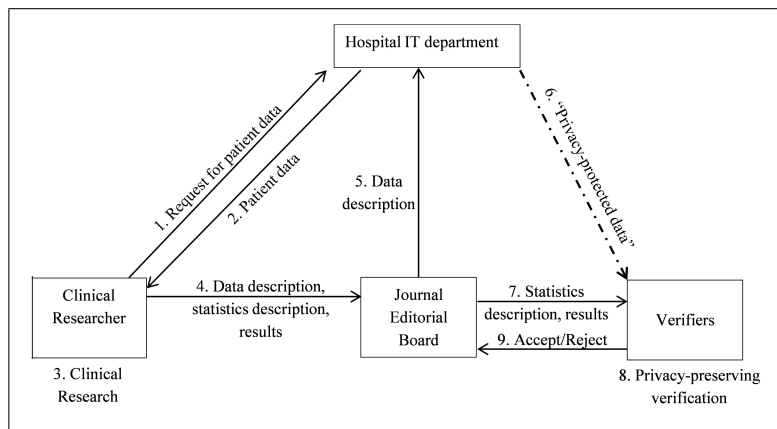 Hospital IT department
1. Request for patient data
2. Patient data
5. Data
description
6. “Privacy-protected data”
Clinical
Researcher
4. Data description,
statistics description,
results
Journal
Editorial
Board
7. Statistics
description, results
9. Accept/Reject
Verifiers
3. Clinical
Research
8. Privacy-preserving
verification